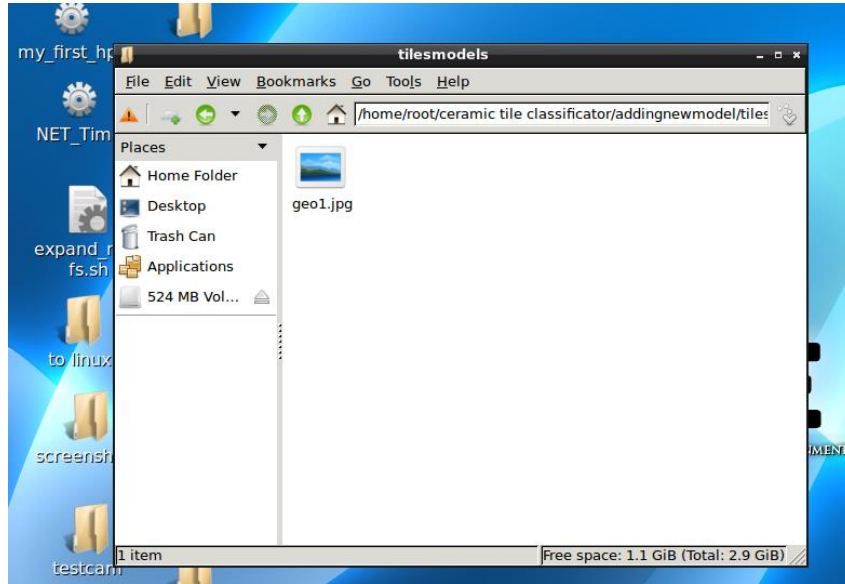 my_first_hp
NET_Tim
expand_r
fs.sh
to linux
screensh
testcam
tilesmodels
File Edit View Bookmarks Go Tools Help
/home/root/ceramic tile classificator/addingnewmodel/tiles
Places
Home Folder
Desktop
Trash Can
Applications
524 MB Vol...
geo1.jpg
1 item
Free space: 1.1 GiB (Total: 2.9 GiB)
NMENT